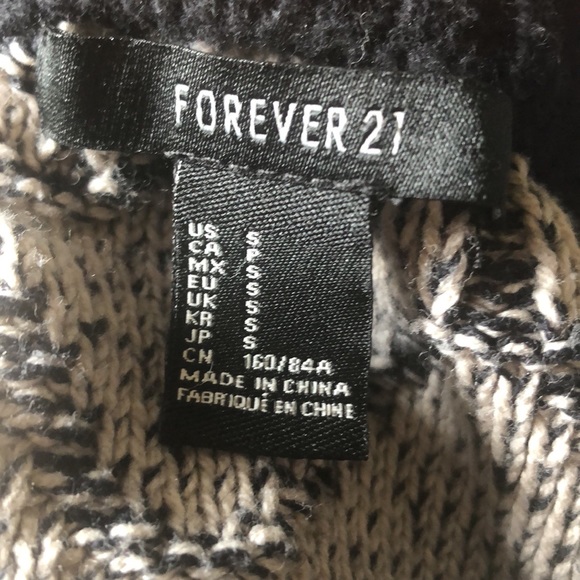 FOREVER 21
US S
CA P
MX S
EU S
UK S
KR S
JP S
CN 160/84A
MADE IN CHINA
FABRIQUÉ EN CHINE